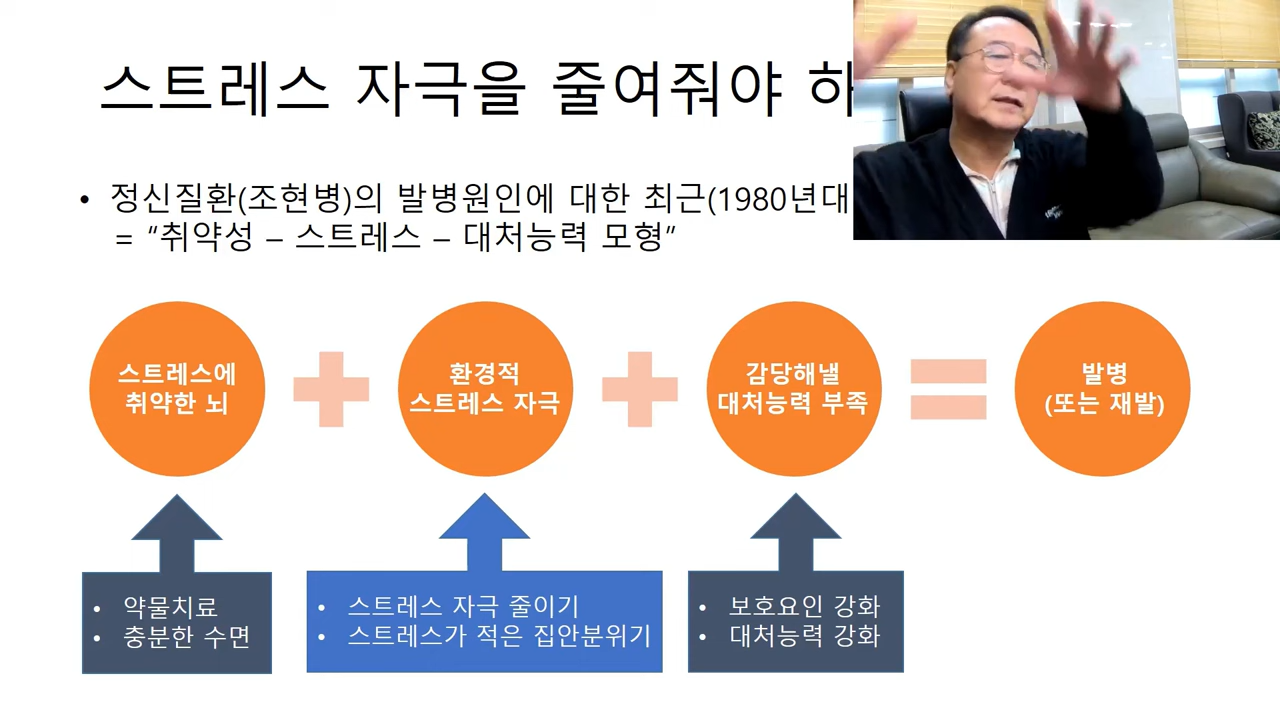 스트레스 자극을 줄여줘야 하
• 정신질환(조현병)의 발병원인에 대한 최근(1980년대
= “취약성 – 스트레스 – 대처능력 모형”
스트레스에
취약한 뇌
환경적
스트레스 자극
감당해낼
대처능력 부족
발병
(또는 재발)
• 약물치료
• 충분한 수면
• 스트레스 자극 줄이기
• 스트레스가 적은 집안분위기
• 보호요인 강화
• 대처능력 강화